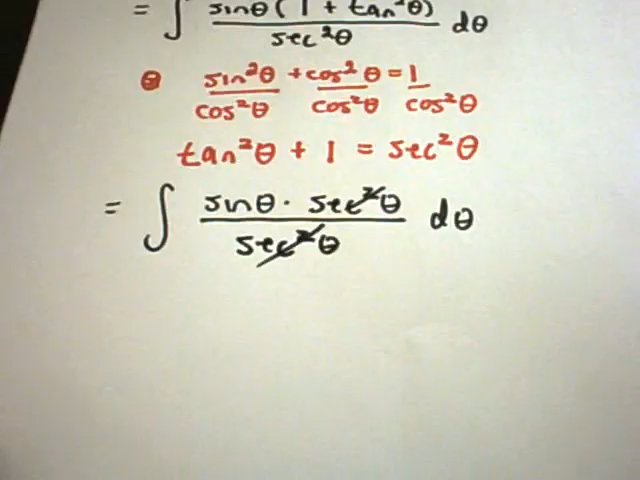 = ∫ sinθ(1 + tan²θ) / sec²θ dθ
θ sin²θ/cos²θ + cos²θ/cos²θ = 1/cos²θ
tan²θ + 1 = sec²θ
= ∫ sinθ · sec²θ / sec²θ dθ